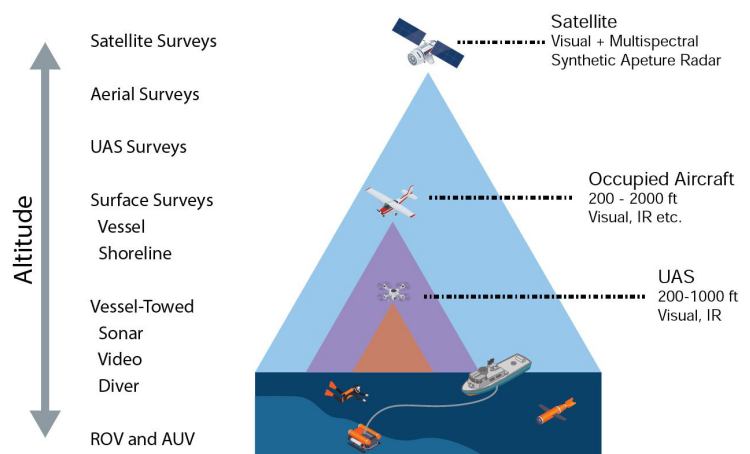 Altitude
Satellite Surveys
Aerial Surveys
UAS Surveys
Surface Surveys
Vessel
Shoreline
Vessel-Towed
Sonar
Video
Diver
ROV and AUV
Satellite
Visual + Multispectral
Synthetic Apeture Radar
Occupied Aircraft
200 - 2000 ft
Visual, IR etc.
UAS
200-1000 ft
Visual, IR